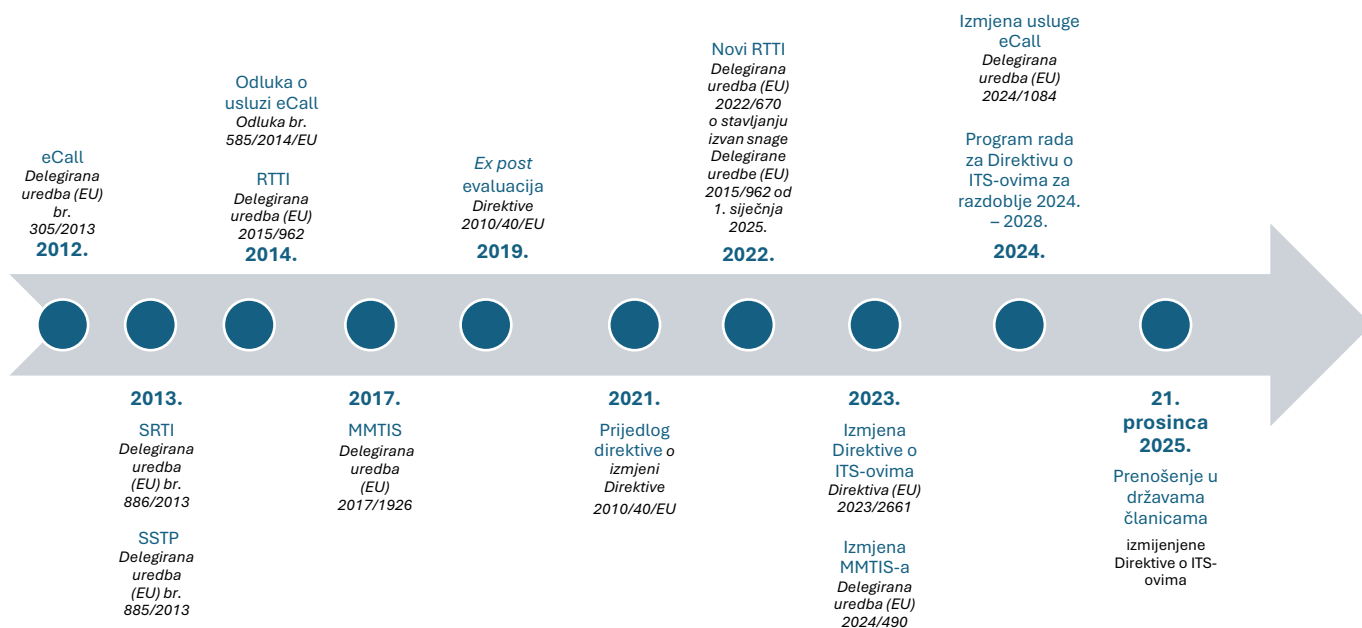 eCall
Delegirana
uredba (EU)
br.
305/2013
2012.
Odluka o
usluzi eCall
Odluka br.
585/2014/EU
RTTI
Delegirana
uredba (EU)
2015/962
2014.
Ex post
evaluacija
Direktive
2010/40/EU
2019.
Novi RTTI
Delegirana
uredba (EU)
2022/670
o stavljanju
izvan snage
Delegirane
uredbe (EU)
2015/962 od
1. siječnja
2025.
2022.
Izmjena usluge
eCall
Delegirana
uredba (EU)
2024/1084
Program rada
za Direktivu o
ITS-ovima za
razdoblje 2024.
– 2028.
2024.
2013.
SRTI
Delegirana
uredba
(EU) br.
886/2013
SSTP
Delegirana
uredba
(EU) br.
885/2013
2017.
MMTIS
Delegirana
uredba
(EU)
2017/1926
2021.
Prijedlog
direktive o
izmjeni
Direktive
2010/40/EU
2023.
Izmjena
Direktive o
ITS-ovima
Direktiva (EU)
2023/2661
Izmjena
MMTIS-a
Delegirana
uredba (EU)
2024/490
21.
prosinca
2025.
Prenošenje u
državama
članicama
izmijenjene
Direktive o ITS-
ovima